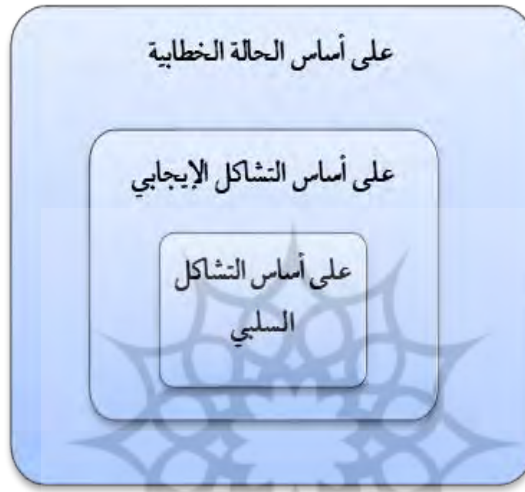 على أساس الحالة الخطابية
على أساس التشاكل الإيجابي
على أساس التشاكل
السلبي